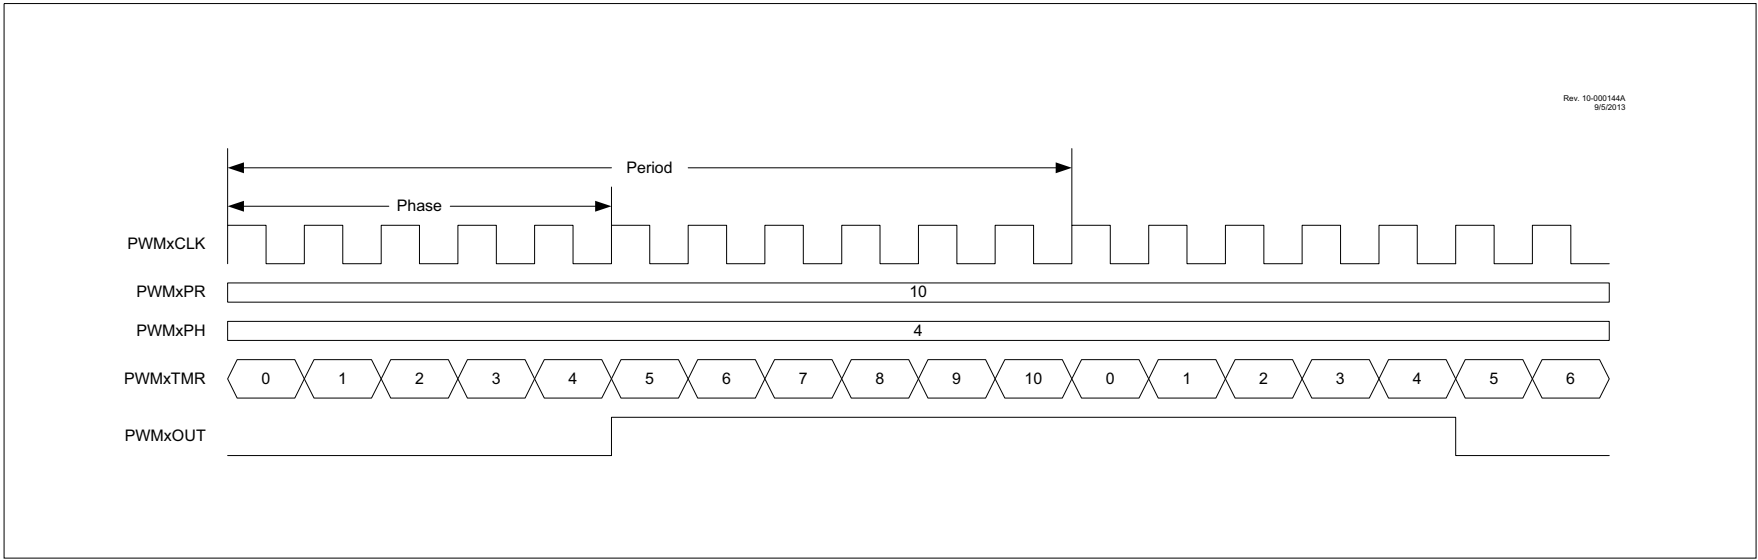 Rev. 10-000144A
9/5/2013
Period
Phase
PWMxCLK
PWMxPR 10
PWMxPH 4
PWMxTMR 0 1 2 3 4 5 6 7 8 9 10 0 1 2 3 4 5 6
PWMxOUT